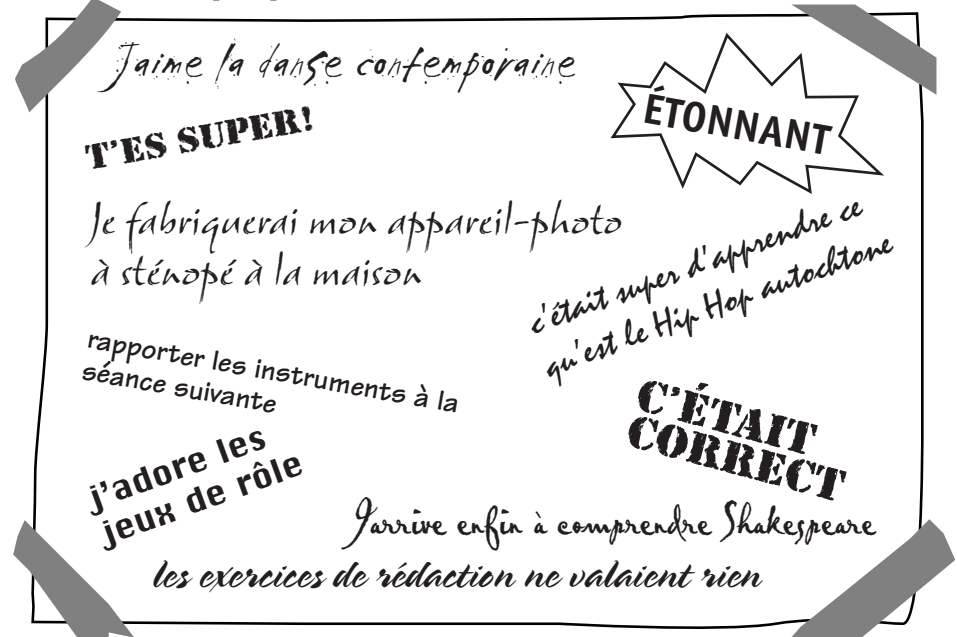 J'aime la danse contemporaine
ÉTONNANT
T'ES SUPER!
Je fabriquerai mon appareil-photo
à sténopé à la maison
c'était super d'apprendre ce
qu'est le Hip Hop autochtone
rapporter les instruments à la
séance suivante
C'ÉTAIT
CORRECT
j'adore les
jeux de rôle
J'arrive enfin à comprendre Shakespeare
les exercices de rédaction ne valaient rien